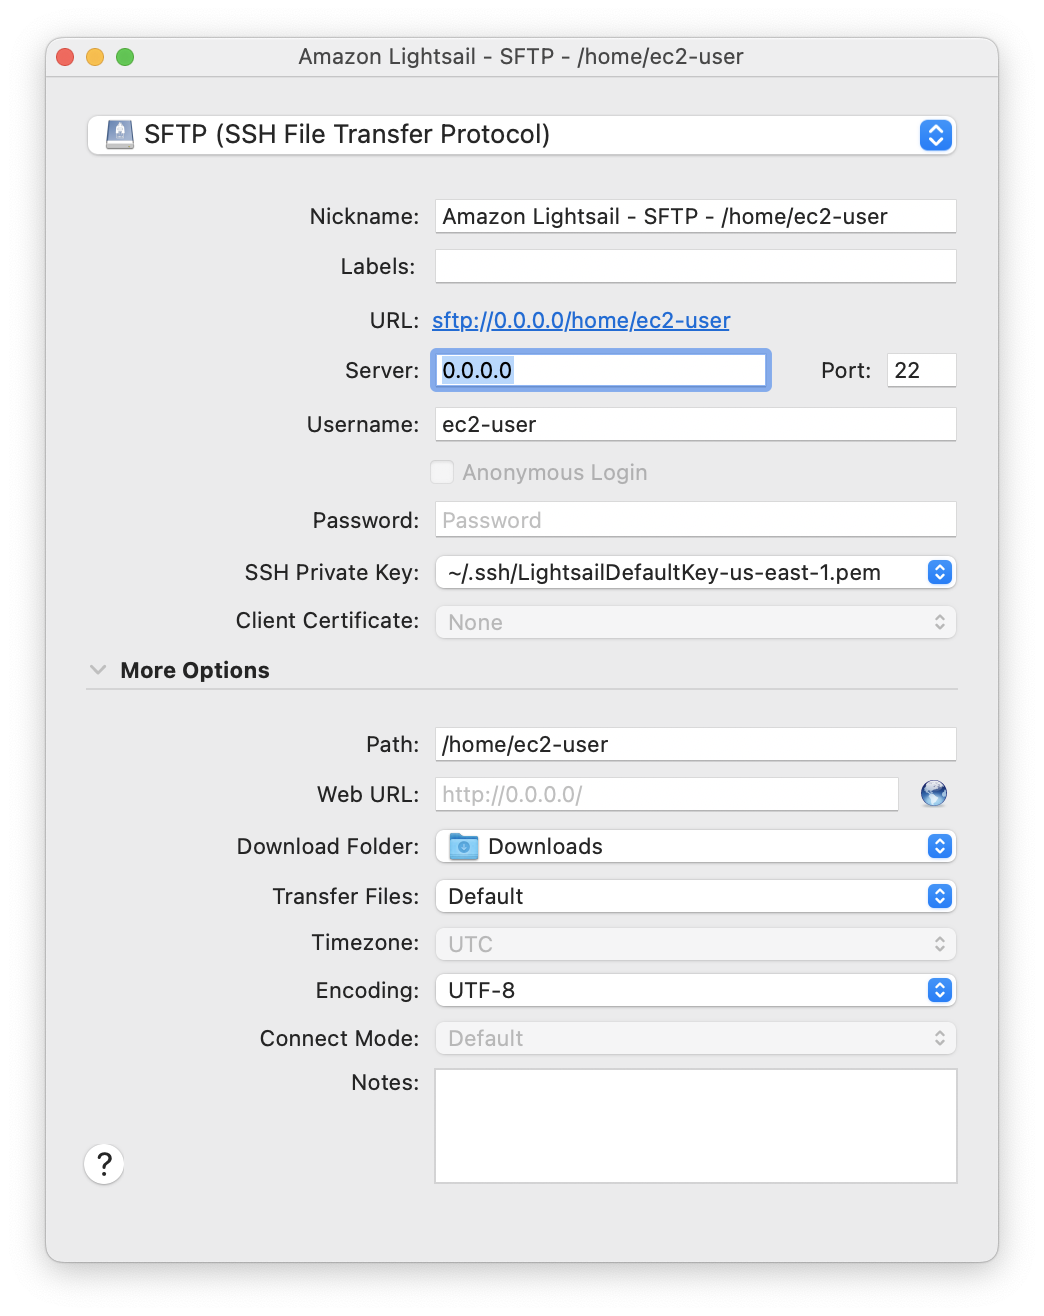 Amazon Lightsail - SFTP - /home/ec2-user
SFTP (SSH File Transfer Protocol)
Nickname: Amazon Lightsail - SFTP - /home/ec2-user
Labels:
URL: sftp://0.0.0.0/home/ec2-user
Server: 0.0.0.0 Port: 22
Username: ec2-user
Anonymous Login
Password: Password
SSH Private Key: ~/.ssh/LightsailDefaultKey-us-east-1.pem
Client Certificate: None
More Options
Path: /home/ec2-user
Web URL: http://0.0.0.0/
Download Folder: Downloads
Transfer Files: Default
Timezone: UTC
Encoding: UTF-8
Connect Mode: Default
Notes:
?